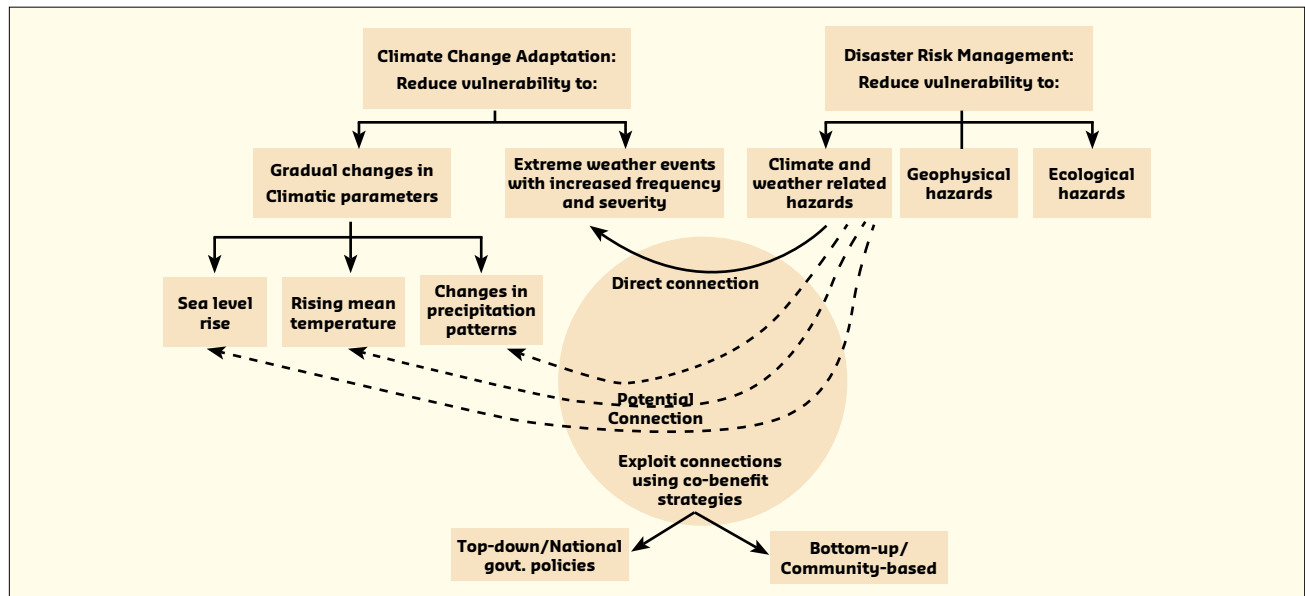 Climate Change Adaptation:
Reduce vulnerability to:
Disaster Risk Management:
Reduce vulnerability to:
Gradual changes in
Climatic parameters
Extreme weather events
with increased frequency
and severity
Climate and
weather related
hazards
Geophysical
hazards
Ecological
hazards
Sea level
rise
Rising mean
temperature
Changes in
precipitation
patterns
Direct connection
Potential
Connection
Exploit connections
using co-benefit
strategies
Top-down/National
govt. policies
Bottom-up/
Community-based